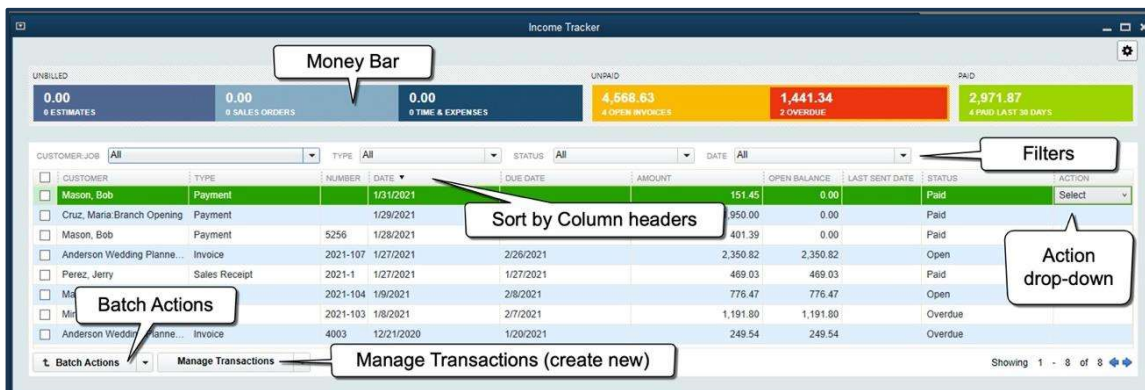 Income Tracker
Money Bar
UNBILLED UNPAID PAID
0.00 0.00 0.00 4,568.63 1,441.34 2,971.87
0 ESTIMATES 0 SALES ORDERS 0 TIME & EXPENSES 4 OPEN INVOICES 2 OVERDUE 4 PAID LAST 30 DAYS
CUSTOMER:JOB All TYPE All STATUS All DATE All Filters
CUSTOMER TYPE NUMBER DATE DUE DATE AMOUNT OPEN BALANCE LAST SENT DATE STATUS ACTION
Mason, Bob Payment 1/31/2021 151.45 0.00 Paid Select
Cruz, Maria:Branch Opening Payment 1/29/2021 ,950.00 0.00 Paid
Sort by Column headers
Mason, Bob Payment 5256 1/28/2021 401.39 0.00 Paid
Anderson Wedding Planne... Invoice 2021-107 1/27/2021 2/26/2021 2,350.82 2,350.82 Open
Action
drop-down
Perez, Jerry Sales Receipt 2021-1 1/27/2021 1/27/2021 469.03 469.03 Paid
Ma 2021-104 1/9/2021 2/8/2021 776.47 776.47 Open
Batch Actions
2021-103 1/8/2021 2/7/2021 1,191.80 1,191.80 Overdue
Anderson Wedding Planne... Invoice 4003 12/21/2020 1/20/2021 249.54 249.54 Overdue
Batch Actions Manage Transactions Manage Transactions (create new) Showing 1 - 8 of 8